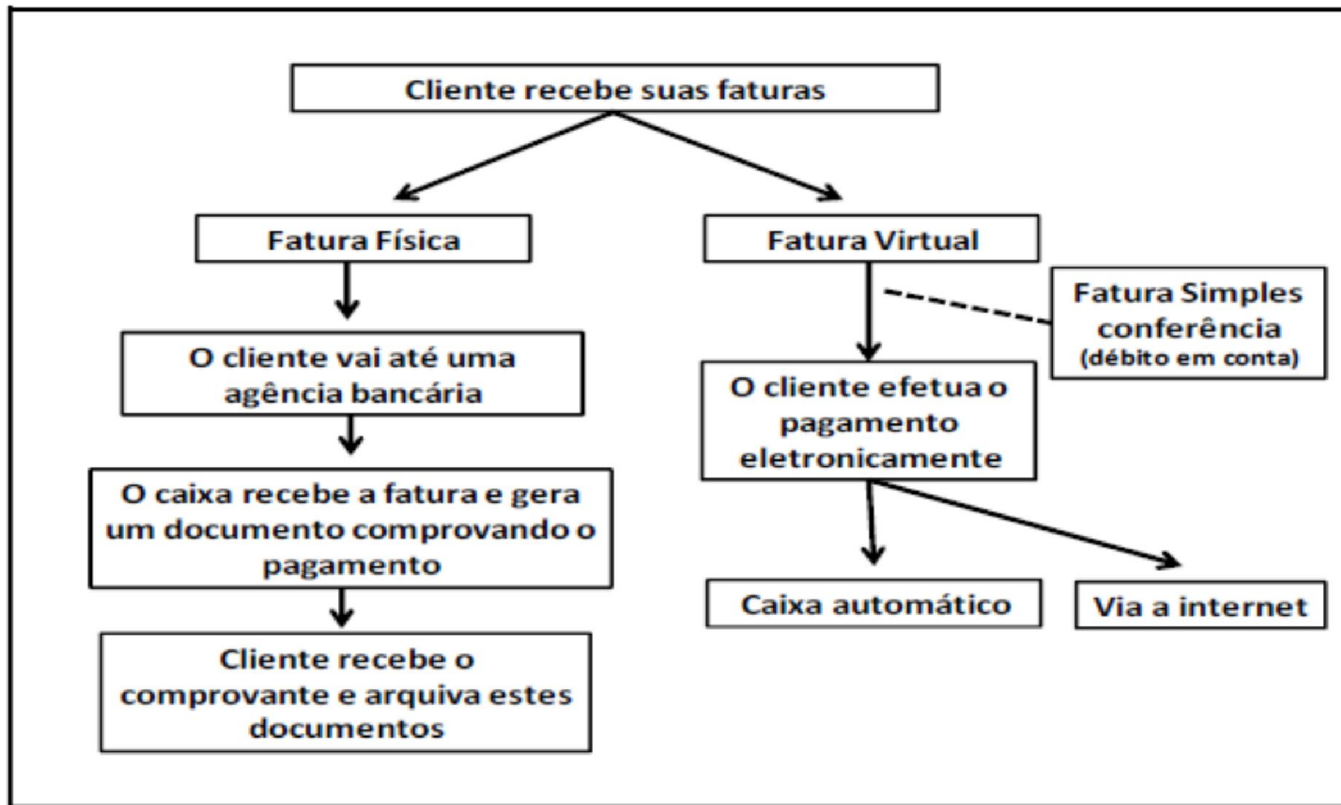 Cliente recebe suas faturas
Fatura Física
O cliente vai até uma
agência bancária
O caixa recebe a fatura e gera
um documento comprovando o
pagamento
Cliente recebe o
comprovante e arquiva estes
documentos
Fatura Virtual
Fatura Simples
conferência
(débito em conta)
O cliente efetua o
pagamento
eletronicamente
Caixa automático
Via a internet